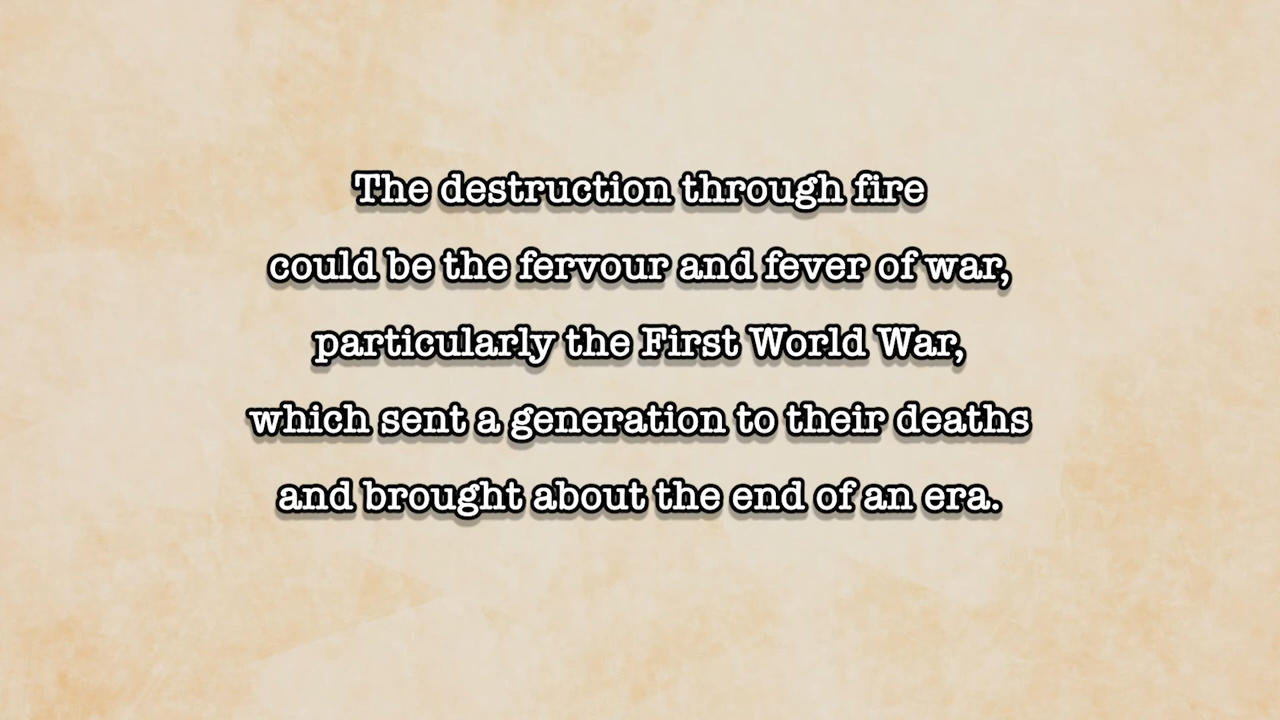 The destruction through fire
could be the fervour and fever of war,
particularly the First World War,
which sent a generation to their deaths
and brought about the end of an era.